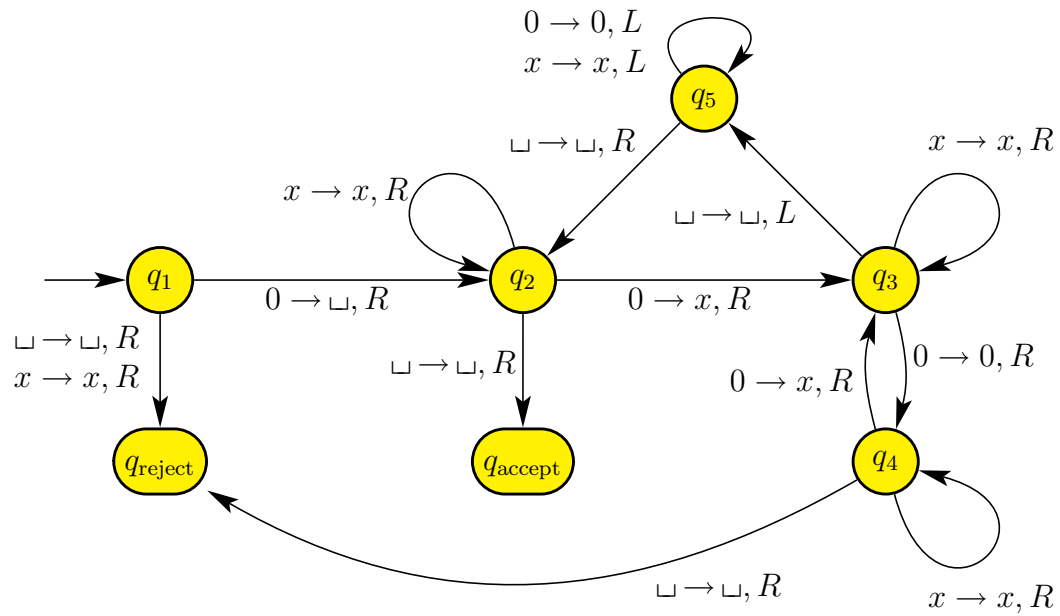 0 → 0, L
x → x, L
q5
␣ → ␣, R
x → x, R
x → x, R
␣ → ␣, L
q1
q2
q3
0 → ␣, R
0 → x, R
␣ → ␣, R
x → x, R
␣ → ␣, R
0 → x, R
0 → 0, R
qreject
qaccept
q4
␣ → ␣, R
x → x, R